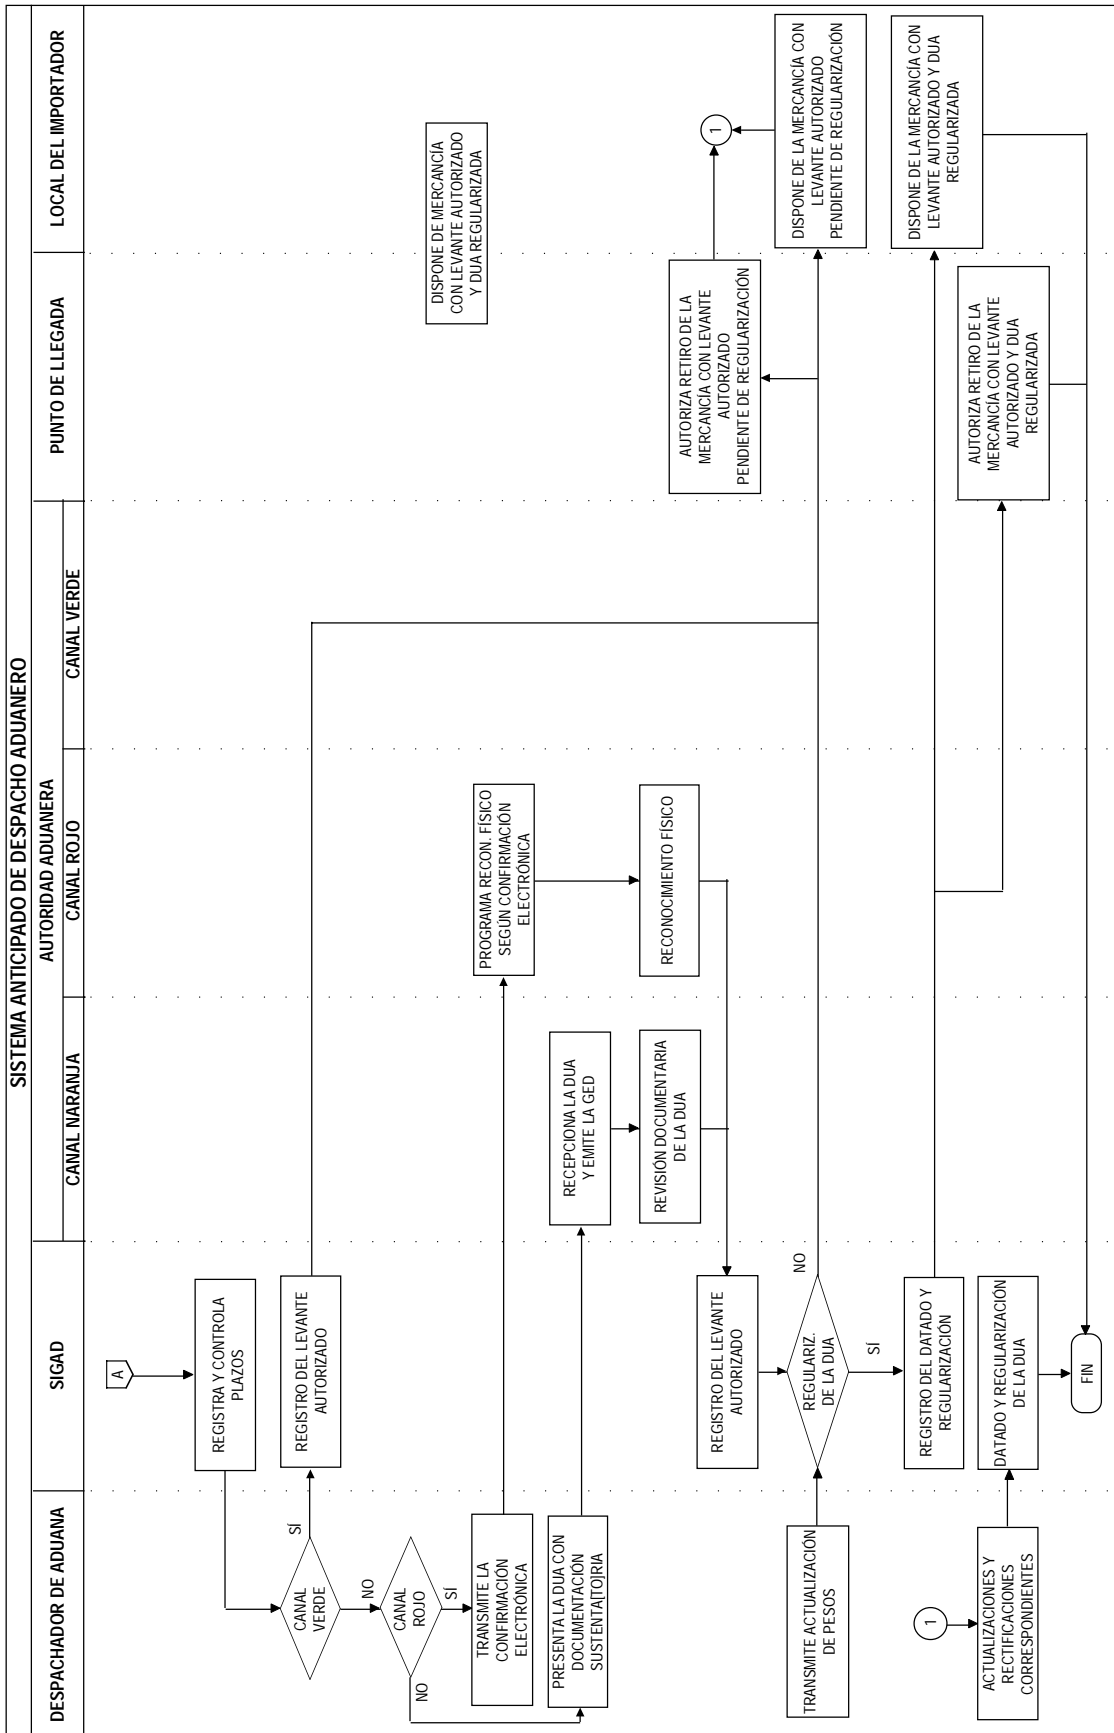 SISTEMA ANTICIPADO DE DESPACHO ADUANERO
DESPACHADOR DE ADUANA
SIGAD
AUTORIDAD ADUANERA
CANAL NARANJA
CANAL ROJO
CANAL VERDE
PUNTO DE LLEGADA
LOCAL DEL IMPORTADOR
A
REGISTRA Y CONTROLA
PLAZOS
CANAL
VERDE
SÍ
NO
REGISTRO DEL LEVANTE
AUTORIZADO
CANAL
ROJO
SÍ
NO
TRANSMITE LA
CONFIRMACIÓN
ELECTRÓNICA
PROGRAMA RECON. FÍSICO
SEGÚN CONFIRMACIÓN
ELECTRÓNICA
DISPONE DE MERCANCÍA
CON LEVANTE AUTORIZADO
Y DUA REGULARIZADA
PRESENTA LA DUA CON
DOCUMENTACIÓN
SUSTENTA[TO]RIA
RECEPCIONA LA DUA
Y EMITE LA GED
REVISIÓN DOCUMENTARIA
DE LA DUA
RECONOCIMIENTO FÍSICO
REGISTRO DEL LEVANTE
AUTORIZADO
AUTORIZA RETIRO DE LA
MERCANCÍA CON LEVANTE
AUTORIZADO
PENDIENTE DE REGULARIZACIÓN
1
TRANSMITE ACTUALIZACIÓN
DE PESOS
REGULARIZ.
DE LA DUA
NO
SÍ
DISPONE DE LA MERCANCÍA CON
LEVANTE AUTORIZADO
PENDIENTE DE REGULARIZACIÓN
REGISTRO DEL DATADO Y
REGULARIZACIÓN
DISPONE DE LA MERCANCÍA CON
LEVANTE AUTORIZADO Y DUA
REGULARIZADA
1
ACTUALIZACIONES Y
RECTIFICACIONES
CORRESPONDIENTES
DATADO Y REGULARIZACIÓN
DE LA DUA
AUTORIZA RETIRO DE LA
MERCANCÍA CON LEVANTE
AUTORIZADO Y DUA
REGULARIZADA
FIN